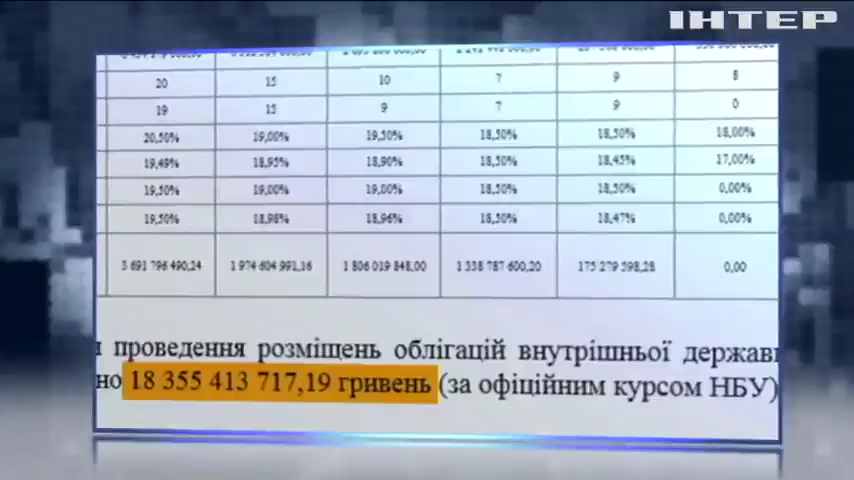 ІНТЕР
20 15 10 7 9 8
19 15 9 7 9 0
20,50% 19,00% 19,50% 18,50% 18,50% 18,00%
19,49% 18,95% 18,90% 18,50% 18,45% 17,00%
19,50% 19,00% 19,00% 18,50% 18,50% 0,00%
19,50% 18,98% 18,96% 18,50% 18,47% 0,00%
3 691 796 490,24 1 974 604 991,16 1 806 019 848,00 1 338 787 600,20 175 279 598,28 0,00
проведення розміщень облігацій внутрішньої держав
но 18 355 413 717,19 гривень (за офіційним курсом НБУ)